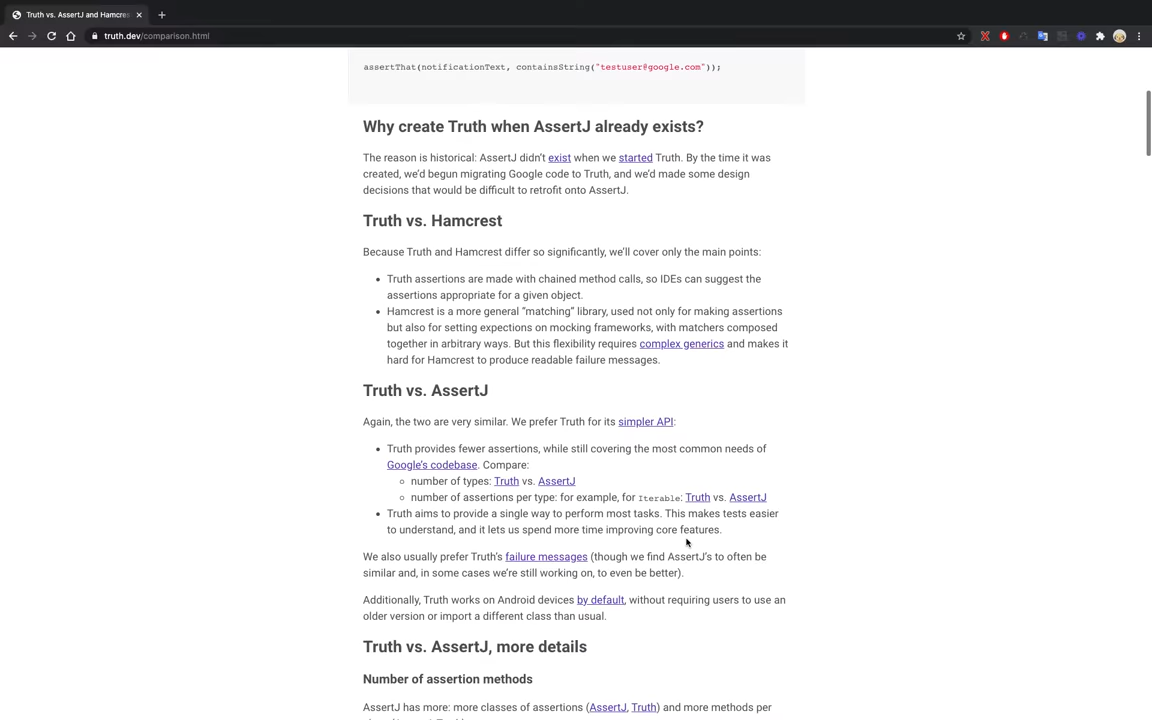 Truth vs. AssertJ and Hamcres
truth.dev/comparison.html
assertThat(notificationText, containsString("testuser@google.com"));
Why create Truth when AssertJ already exists?
The reason is historical: AssertJ didn't exist when we started Truth. By the time it was
created, we'd begun migrating Google code to Truth, and we'd made some design
decisions that would be difficult to retrofit onto AssertJ.
Truth vs. Hamcrest
Because Truth and Hamcrest differ so significantly, we'll cover only the main points:
• Truth assertions are made with chained method calls, so IDEs can suggest the
assertions appropriate for a given object.
• Hamcrest is a more general “matching” library, used not only for making assertions
but also for setting expections on mocking frameworks, with matchers composed
together in arbitrary ways. But this flexibility requires complex generics and makes it
hard for Hamcrest to produce readable failure messages.
Truth vs. AssertJ
Again, the two are very similar. We prefer Truth for its simpler API:
• Truth provides fewer assertions, while still covering the most common needs of
Google's codebase. Compare:
◦ number of types: Truth vs. AssertJ
◦ number of assertions per type: for example, for Iterable: Truth vs. AssertJ
• Truth aims to provide a single way to perform most tasks. This makes tests easier
to understand, and it lets us spend more time improving core features.
We also usually prefer Truth's failure messages (though we find AssertJ's to often be
similar and, in some cases we're still working on, to even be better).
Additionally, Truth works on Android devices by default, without requiring users to use an
older version or import a different class than usual.
Truth vs. AssertJ, more details
Number of assertion methods
AssertJ has more: more classes of assertions (AssertJ, Truth) and more methods per